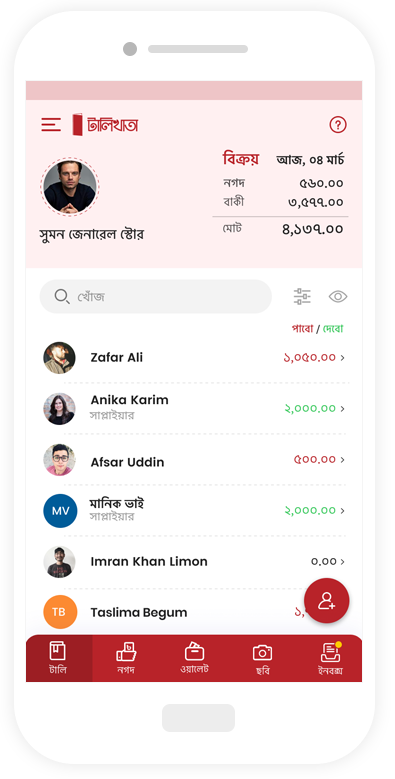 টালিখাতা
বিক্রয় আজ, ০৪ মার্চ
নগদ ৫৬০.০০
বাকী ৩,৫৭৭.০০
মোট ৪,১৩৭.০০
সুমন জেনারেল স্টোর
খোঁজ
পাবো / দেবো
Zafar Ali ১,০৫০.০০
Anika Karim
সাপ্লাইয়ার ২,০০০.০০
Afsar Uddin ৫০০.০০
MV মানিক ভাই
সাপ্লাইয়ার ২,০০০.০০
Imran Khan Limon ০.০০
TB Taslima Begum
টালি নগদ ওয়ালেট ছবি ইনবক্স